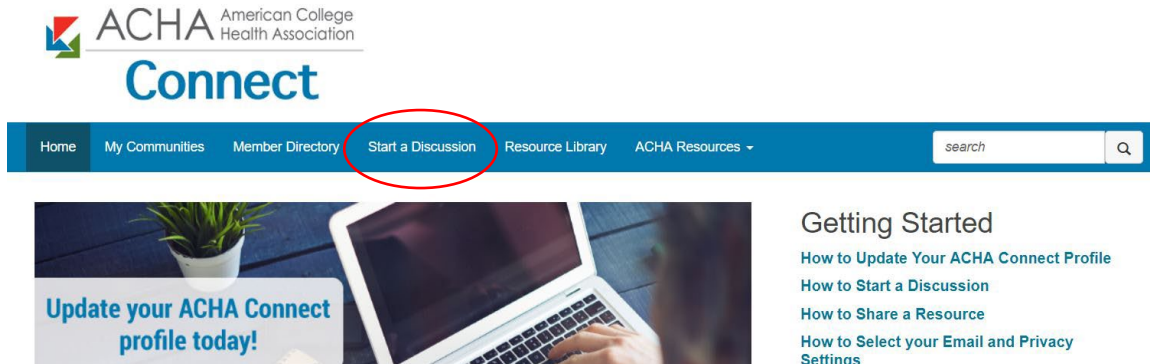 ACHA American College
Health Association
Connect
Home My Communities Member Directory Start a Discussion Resource Library ACHA Resources search
Update your ACHA Connect
profile today!
Getting Started
How to Update Your ACHA Connect Profile
How to Start a Discussion
How to Share a Resource
How to Select your Email and Privacy
Settings